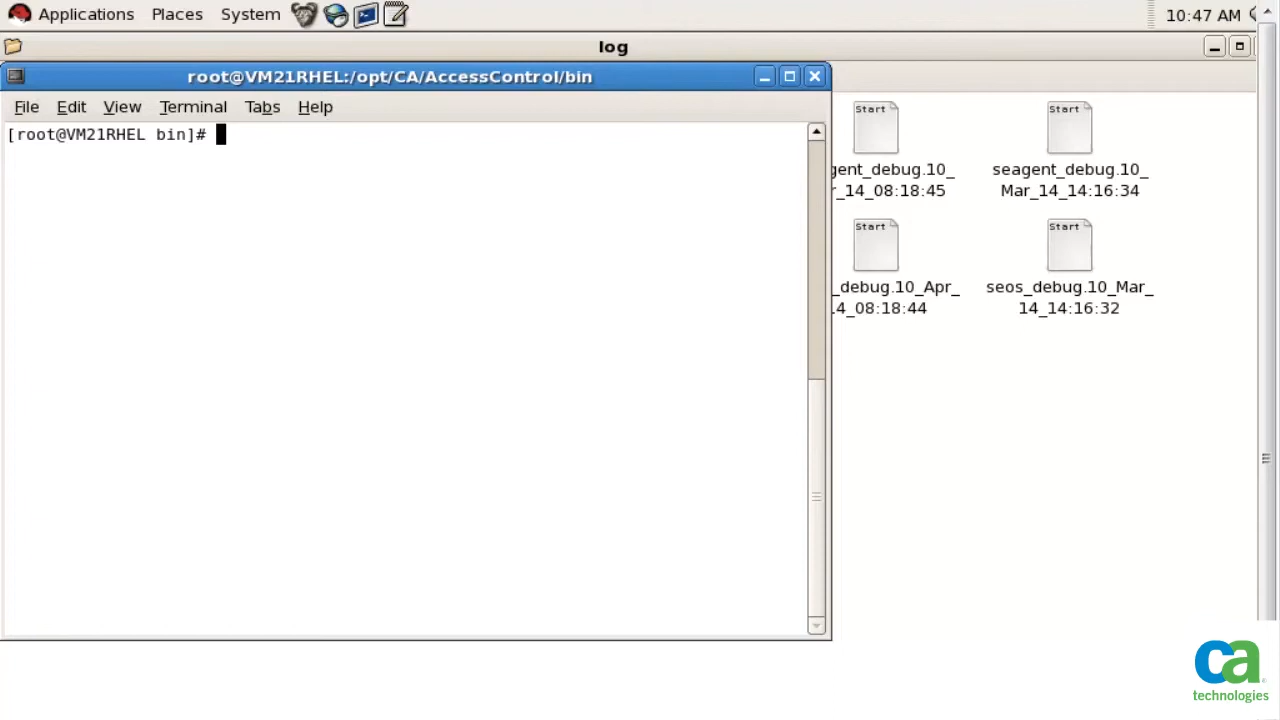 Applications Places System 10:47 AM
log
root@VM21RHEL:/opt/CA/AccessControl/bin
File Edit View Terminal Tabs Help
[root@VM21RHEL bin]#
Start
Start
gent_debug.10_
r_14_08:18:45
seagent_debug.10_
Mar_14_14:16:34
Start
Start
_debug.10_Apr_
14_08:18:44
seos_debug.10_Mar_
14_14:16:32
ca
technologies